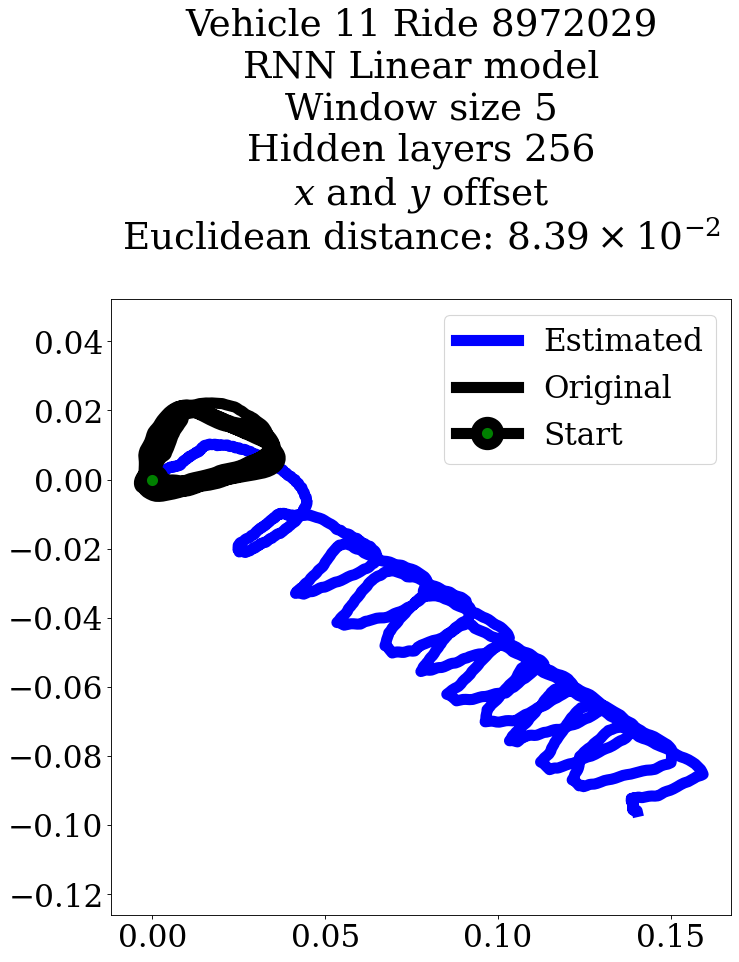 Vehicle 11 Ride 8972029
RNN Linear model
Window size 5
Hidden layers 256
x and y offset
Euclidean distance: 8.39 × 10⁻²
Estimated
Original
Start
0.04
0.02
0.00
−0.02
−0.04
−0.06
−0.08
−0.10
−0.12
0.00 0.05 0.10 0.15